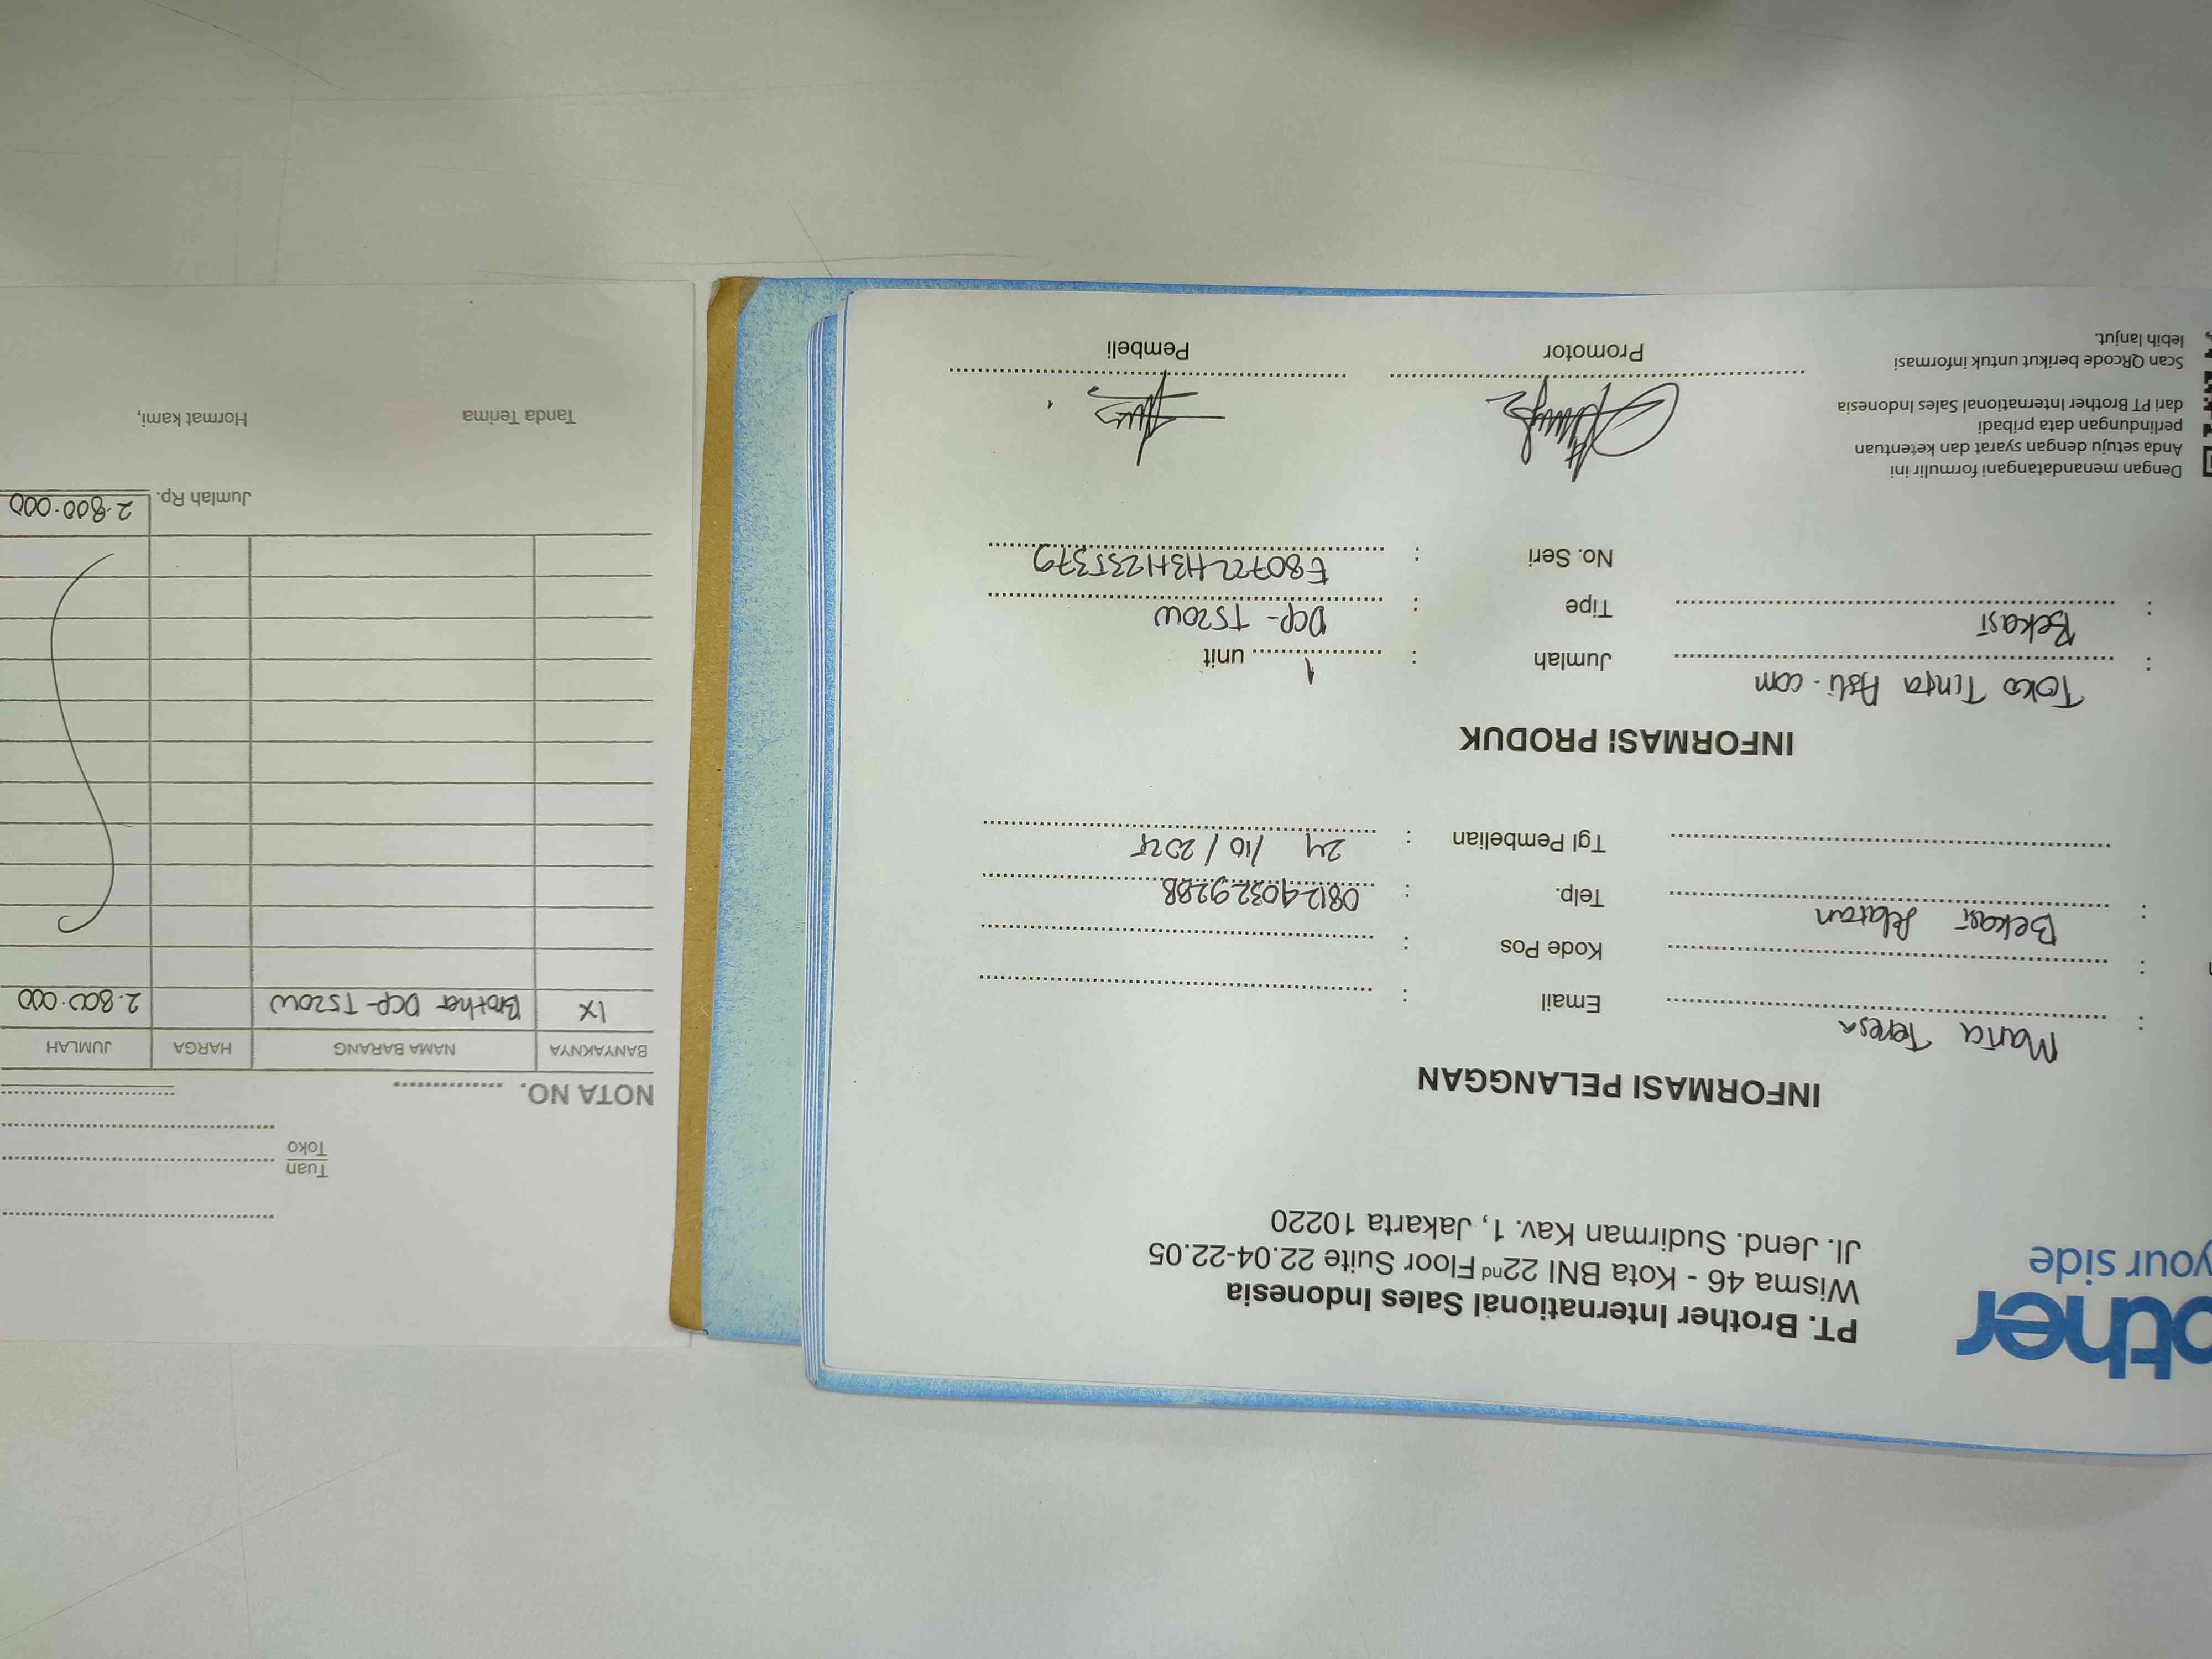 other
your side
PT. Brother International Sales Indonesia
Wisma 46 - Kota BNI 22nd Floor Suite 22.04-22.05
Jl. Jend. Sudirman Kav. 1, Jakarta 10220
INFORMASI PELANGGAN
: Maria Teresa
Email :
:
Kode Pos :
: Bekasi Selatan
Telp. : 081240329288
Tgl Pembelian : 24 / 10 / 2025
INFORMASI PRODUK
: Toko Tinta Asli.com
Jumlah : 1 unit
: Bekasi
Tipe : DCP-T520W
No. Seri : E80722H3H235379
Dengan menandatangani formulir ini
Anda setuju dengan syarat dan ketentuan
perlindungan data pribadi
dari PT Brother International Sales Indonesia
Scan QRcode berikut untuk informasi
lebih lanjut.
Promotor
Pembeli
Tuan
Toko
NOTA NO.
BANYAKNYA NAMA BARANG HARGA JUMLAH
1X Brother DCP-T520W 2.800.000
Jumlah Rp. 2.800.000
Tanda Terima Hormat kami,